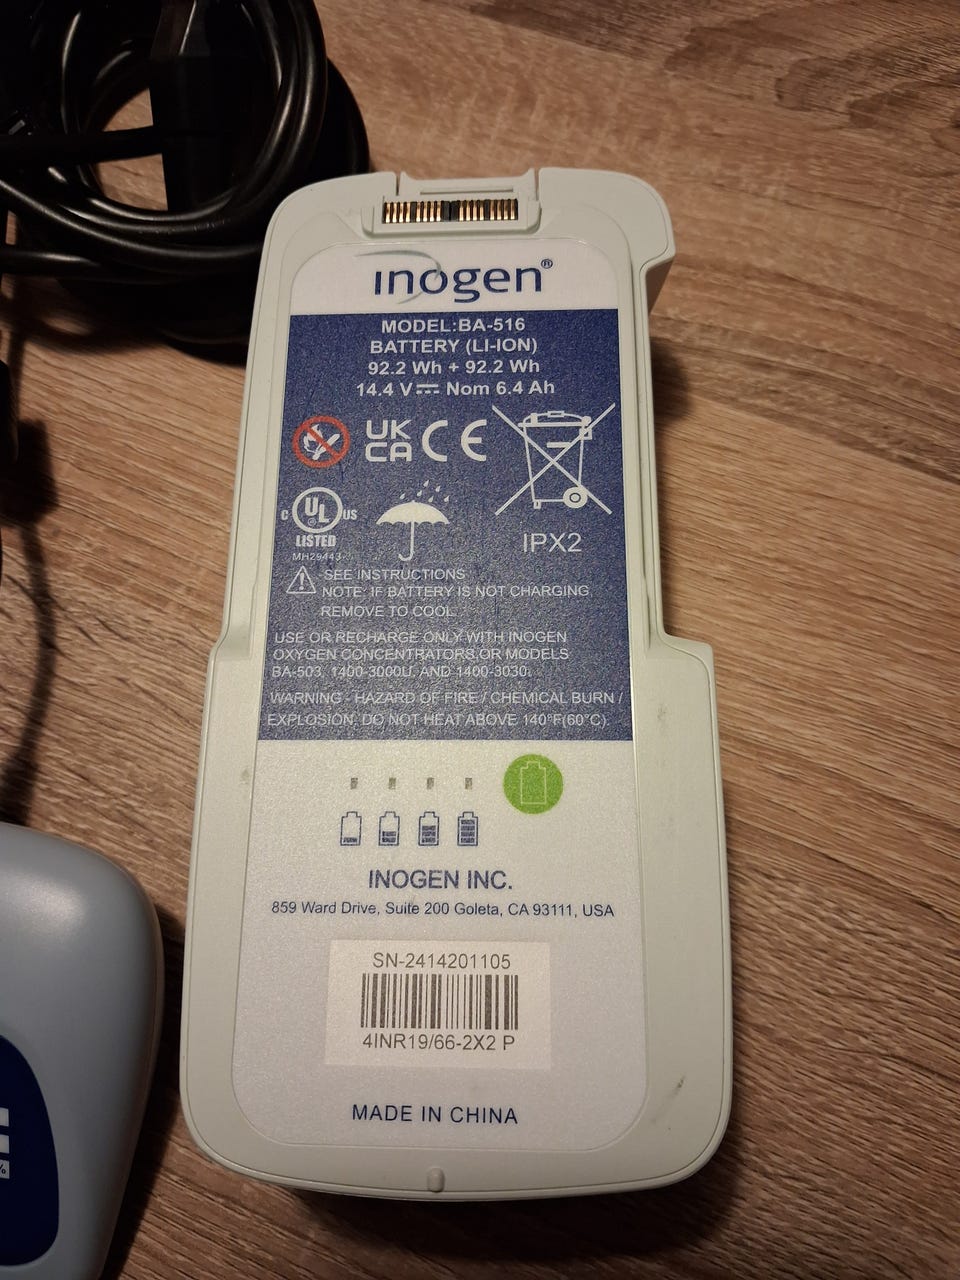 inogen®
MODEL:BA-516
BATTERY (LI-ION)
92.2 Wh + 92.2 Wh
14.4 V⎓ Nom 6.4 Ah
UK
CA CE
C UL US
LISTED
MH29443
IPX2
SEE INSTRUCTIONS
NOTE: IF BATTERY IS NOT CHARGING,
REMOVE TO COOL.
USE OR RECHARGE ONLY WITH INOGEN
OXYGEN CONCENTRATORS OR MODELS
BA-503, 1400-3000U, AND 1400-3030.
WARNING - HAZARD OF FIRE / CHEMICAL BURN /
EXPLOSION. DO NOT HEAT ABOVE 140°F(60°C).
INOGEN INC.
859 Ward Drive, Suite 200 Goleta, CA 93111, USA
SN-2414201105
4INR19/66-2X2 P
MADE IN CHINA
%